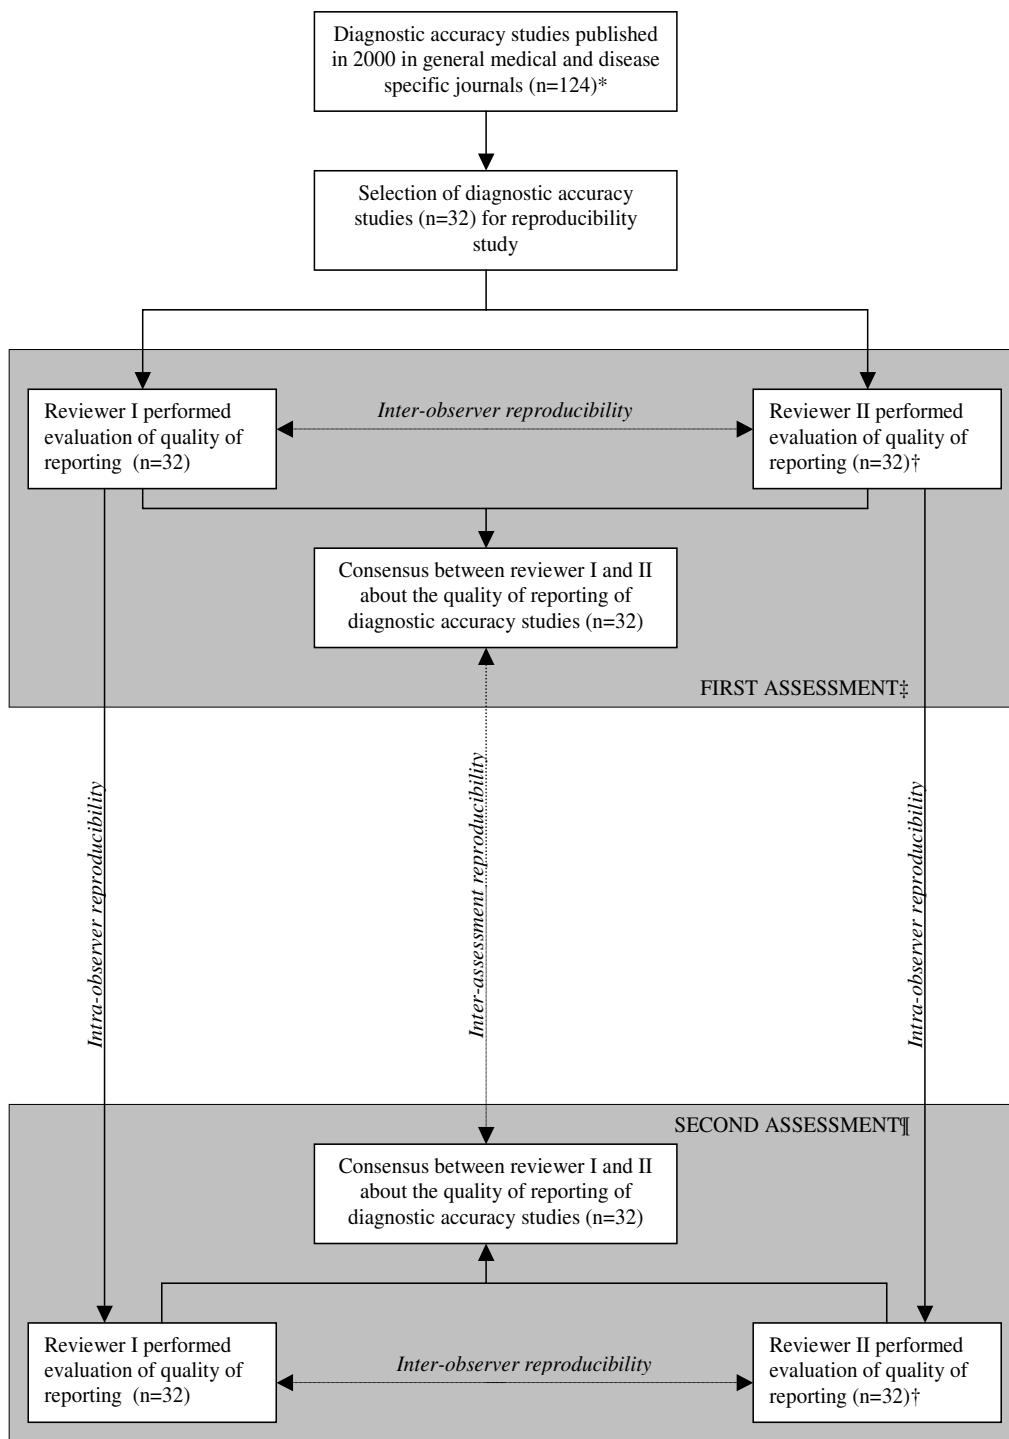 Diagnostic accuracy studies published
in 2000 in general medical and disease
specific journals (n=124)*
Selection of diagnostic accuracy
studies (n=32) for reproducibility
study
Reviewer I performed
evaluation of quality of
reporting (n=32)
Inter-observer reproducibility
Reviewer II performed
evaluation of quality of
reporting (n=32)†
Consensus between reviewer I and II
about the quality of reporting of
diagnostic accuracy studies (n=32)
FIRST ASSESSMENT‡
Intra-observer reproducibility
Inter-assessment reproducibility
Intra-observer reproducibility
SECOND ASSESSMENT¶
Consensus between reviewer I and II
about the quality of reporting of
diagnostic accuracy studies (n=32)
Reviewer I performed
evaluation of quality of
reporting (n=32)
Inter-observer reproducibility
Reviewer II performed
evaluation of quality of
reporting (n=32)†